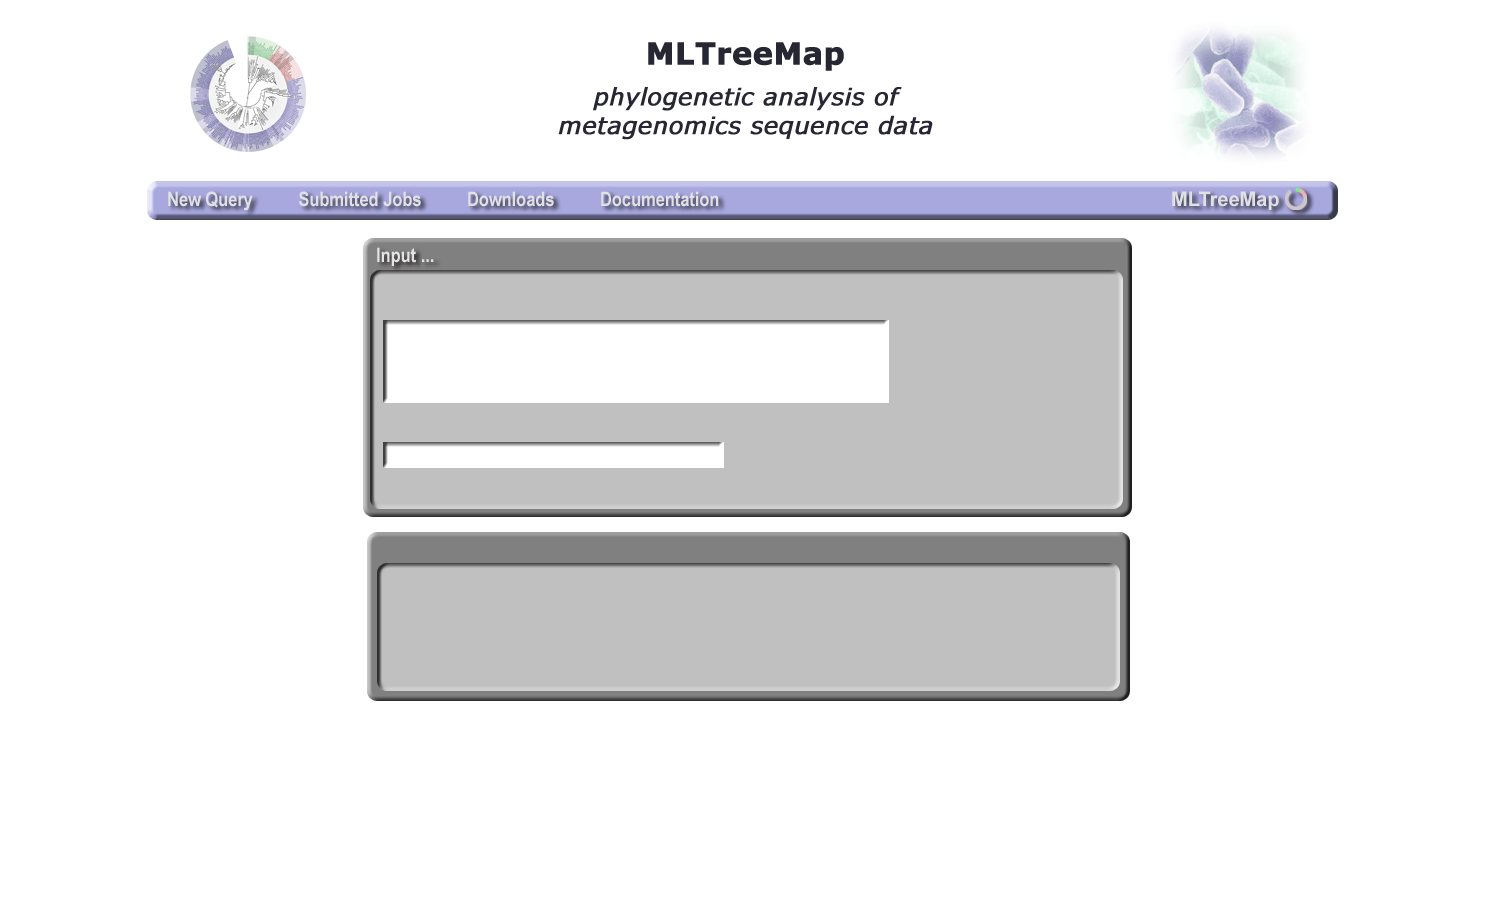 MLTreeMap
phylogenetic analysis of
metagenomics sequence data
New Query
Submitted Jobs
Downloads
Documentation
MLTreeMap
Input ...